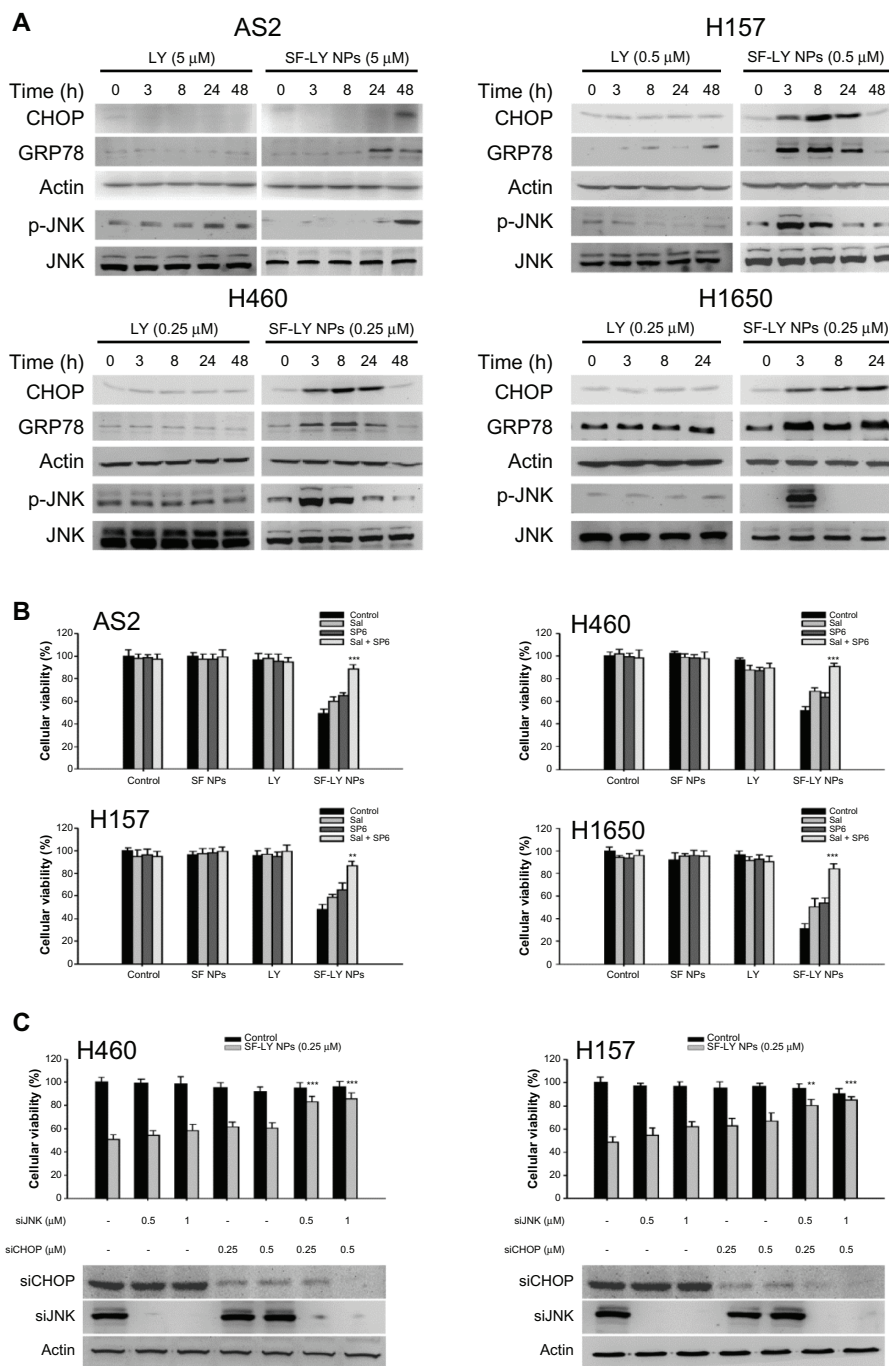 A
AS2
LY (5 µM) SF-LY NPs (5 µM)
Time (h) 0 3 8 24 48 0 3 8 24 48
CHOP
GRP78
Actin
p-JNK
JNK
H157
LY (0.5 µM) SF-LY NPs (0.5 µM)
Time (h) 0 3 8 24 48 0 3 8 24 48
CHOP
GRP78
Actin
p-JNK
JNK
H460
LY (0.25 µM) SF-LY NPs (0.25 µM)
Time (h) 0 3 8 24 48 0 3 8 24 48
CHOP
GRP78
Actin
p-JNK
JNK
H1650
LY (0.25 µM) SF-LY NPs (0.25 µM)
Time (h) 0 3 8 24 0 3 8 24
CHOP
GRP78
Actin
p-JNK
JNK
B
AS2
Control
Sal
SP6
Sal + SP6
***
Cellular viability (%)
120
100
80
60
40
20
0
Control SF NPs LY SF-LY NPs
H460
Control
Sal
SP6
Sal + SP6
***
Cellular viability (%)
120
100
80
60
40
20
0
Control SF NPs LY SF-LY NPs
H157
Control
Sal
SP6
Sal + SP6
**
Cellular viability (%)
120
100
80
60
40
20
0
Control SF NPs LY SF-LY NPs
H1650
Control
Sal
SP6
Sal + SP6
***
Cellular viability (%)
120
100
80
60
40
20
0
Control SF NPs LY SF-LY NPs
C
H460
Control
SF-LY NPs (0.25 µM)
*** ***
Cellular viability (%)
120
100
80
60
80
20
0
siJNK (µM) - 0.5 1 - - 0.5 1
siCHOP (µM) - - - 0.25 0.5 0.25 0.5
siCHOP
siJNK
Actin
H157
Control
SF-LY NPs (0.25 µM)
** ***
Cellular viability (%)
120
100
80
60
80
20
0
siJNK (µM) - 0.5 1 - - 0.5 1
siCHOP (µM) - - - 0.25 0.5 0.25 0.5
siCHOP
siJNK
Actin